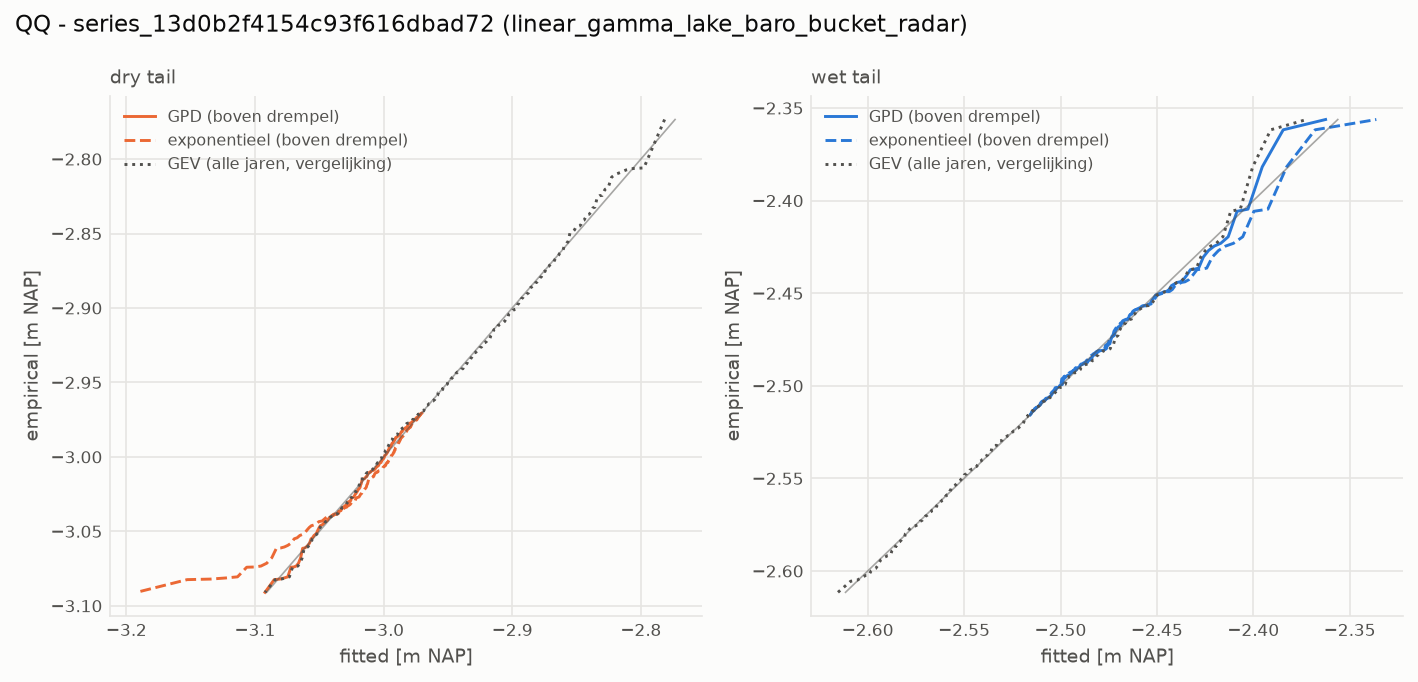 QQ - series_13d0b2f4154c93f616dbad72 (linear_gamma_lake_baro_bucket_radar)
dry tail
GPD (boven drempel)
exponentieel (boven drempel)
GEV (alle jaren, vergelijking)
−2.80
−2.85
−2.90
−2.95
−3.00
−3.05
−3.10
empirical [m NAP]
−3.2
−3.1
−3.0
−2.9
−2.8
fitted [m NAP]
wet tail
GPD (boven drempel)
exponentieel (boven drempel)
GEV (alle jaren, vergelijking)
−2.35
−2.40
−2.45
−2.50
−2.55
−2.60
empirical [m NAP]
−2.60
−2.55
−2.50
−2.45
−2.40
−2.35
fitted [m NAP]